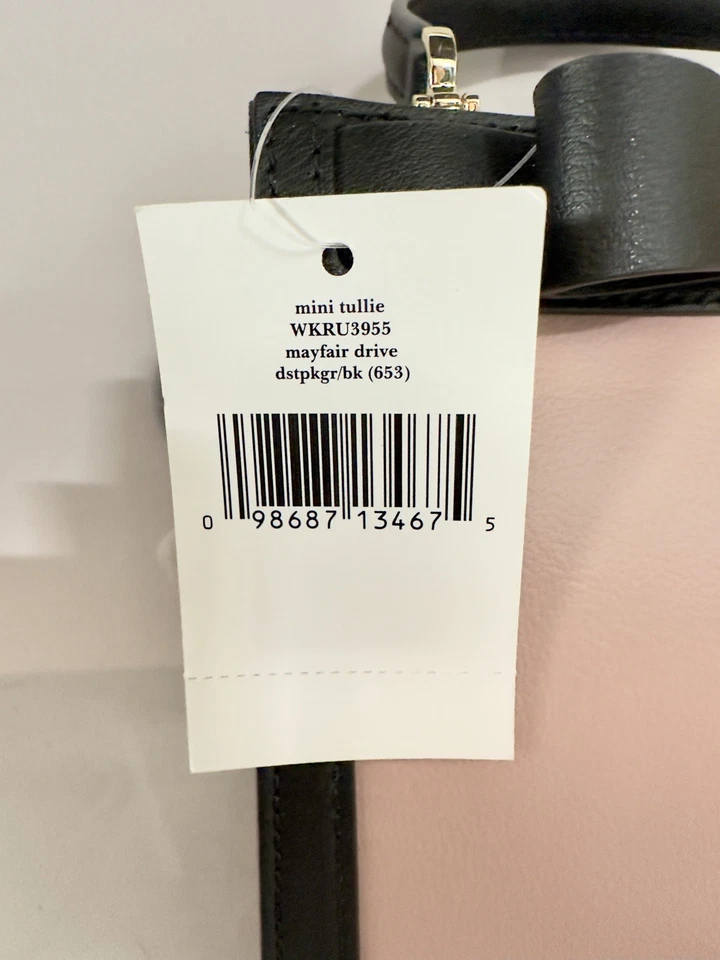 mini tullie
WKRU3955
mayfair drive
dstpkgr/bk (653)
0 98687 13467 5